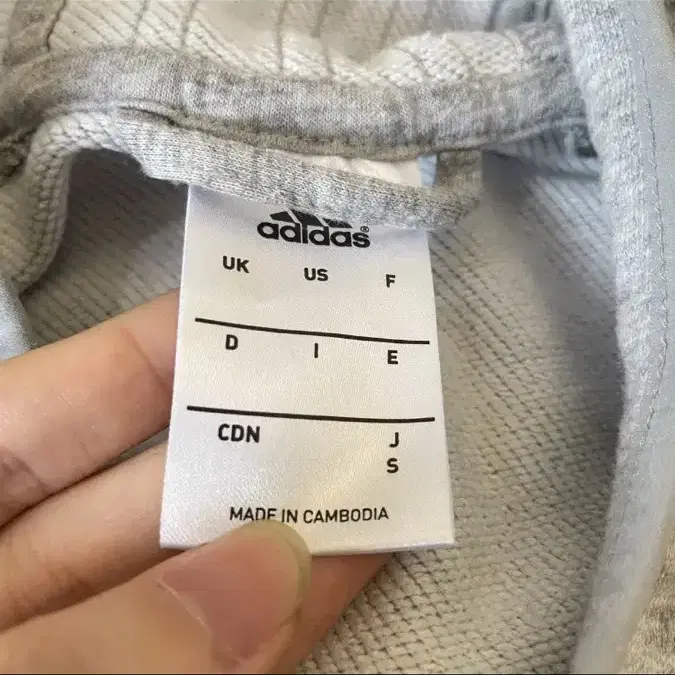 adidas®
UK US F
D I E
CDN J
S
MADE IN CAMBODIA